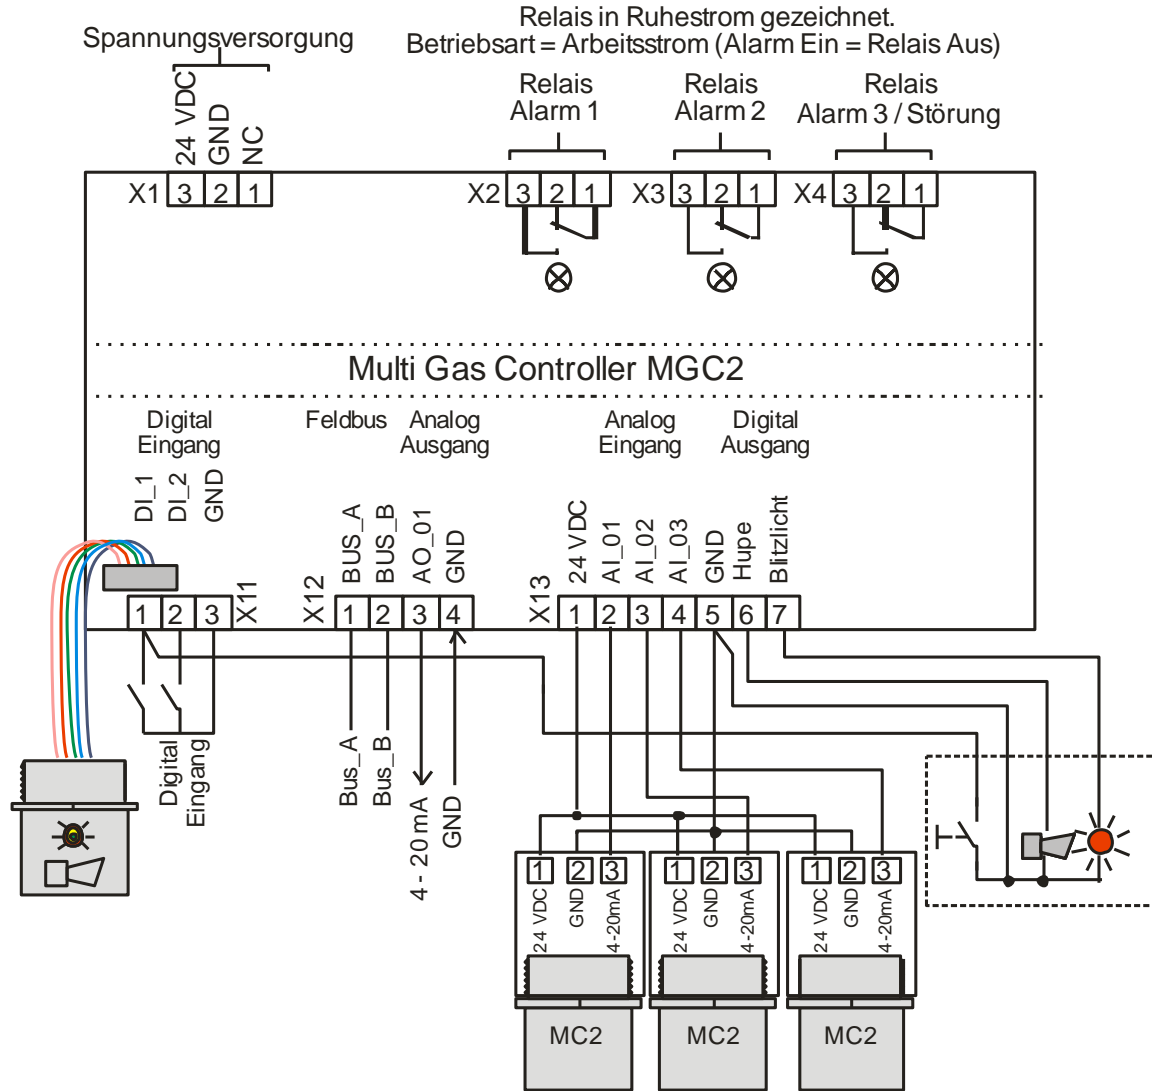 Relais in Ruhestrom gezeichnet.
Spannungsversorgung
Betriebsart = Arbeitsstrom (Alarm Ein = Relais Aus)
24 VDC
GND
NC
Relais
Alarm 1
Relais
Alarm 2
Relais
Alarm 3 / Störung
X1 3 2 1
X2 3 2 1
X3 3 2 1
X4 3 2 1
Multi Gas Controller MGC2
Digital
Eingang
Feldbus
Analog
Ausgang
Analog
Eingang
Digital
Ausgang
DI_1
DI_2
GND
BUS_A
BUS_B
AO_01
GND
24 VDC
AI_01
AI_02
AI_03
GND
Hupe
Blitzlicht
1 2 3 X11
X12 1 2 3 4
X13 1 2 3 4 5 6 7
Digital
Eingang
Bus_A
Bus_B
4 - 20 mA
GND
1 2 3
24 VDC
GND
4-20mA
MC2
1 2 3
24 VDC
GND
4-20mA
MC2
1 2 3
24 VDC
GND
4-20mA
MC2